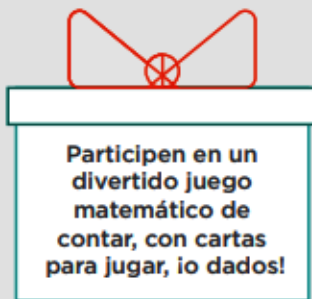 Participen en un
divertido juego
matemático de
contar, con cartas
para jugar, ¡o dados!